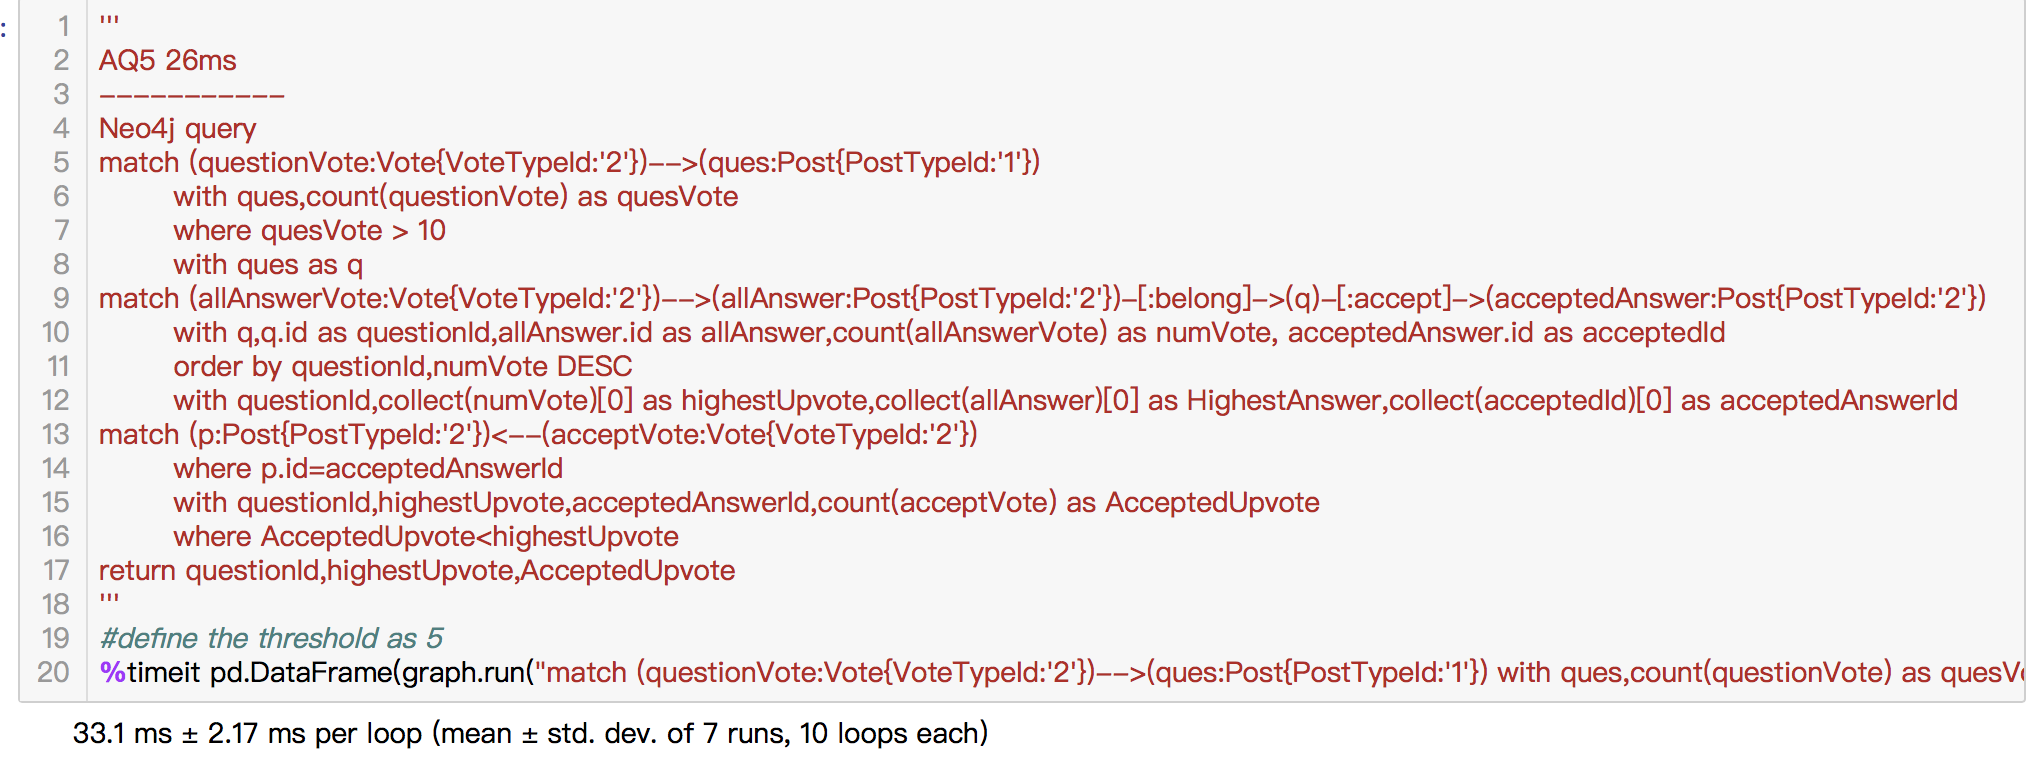 :
1 '''
2 AQ5 26ms
3 -----------
4 Neo4j query
5 match (questionVote:Vote{VoteTypeId:'2'})-->(ques:Post{PostTypeId:'1'})
6 with ques,count(questionVote) as quesVote
7 where quesVote > 10
8 with ques as q
9 match (allAnswerVote:Vote{VoteTypeId:'2'})-->(allAnswer:Post{PostTypeId:'2'})-[:belong]->(q)-[:accept]->(acceptedAnswer:Post{PostTypeId:'2'})
10 with q,q.id as questionId,allAnswer.id as allAnswer,count(allAnswerVote) as numVote, acceptedAnswer.id as acceptedId
11 order by questionId,numVote DESC
12 with questionId,collect(numVote)[0] as highestUpvote,collect(allAnswer)[0] as HighestAnswer,collect(acceptedId)[0] as acceptedAnswerId
13 match (p:Post{PostTypeId:'2'})<--(acceptVote:Vote{VoteTypeId:'2'})
14 where p.id=acceptedAnswerId
15 with questionId,highestUpvote,acceptedAnswerId,count(acceptVote) as AcceptedUpvote
16 where AcceptedUpvote<highestUpvote
17 return questionId,highestUpvote,AcceptedUpvote
18 '''
19 #define the threshold as 5
20 %timeit pd.DataFrame(graph.run("match (questionVote:Vote{VoteTypeId:'2'})-->(ques:Post{PostTypeId:'1'}) with ques,count(questionVote) as quesV
33.1 ms ± 2.17 ms per loop (mean ± std. dev. of 7 runs, 10 loops each)